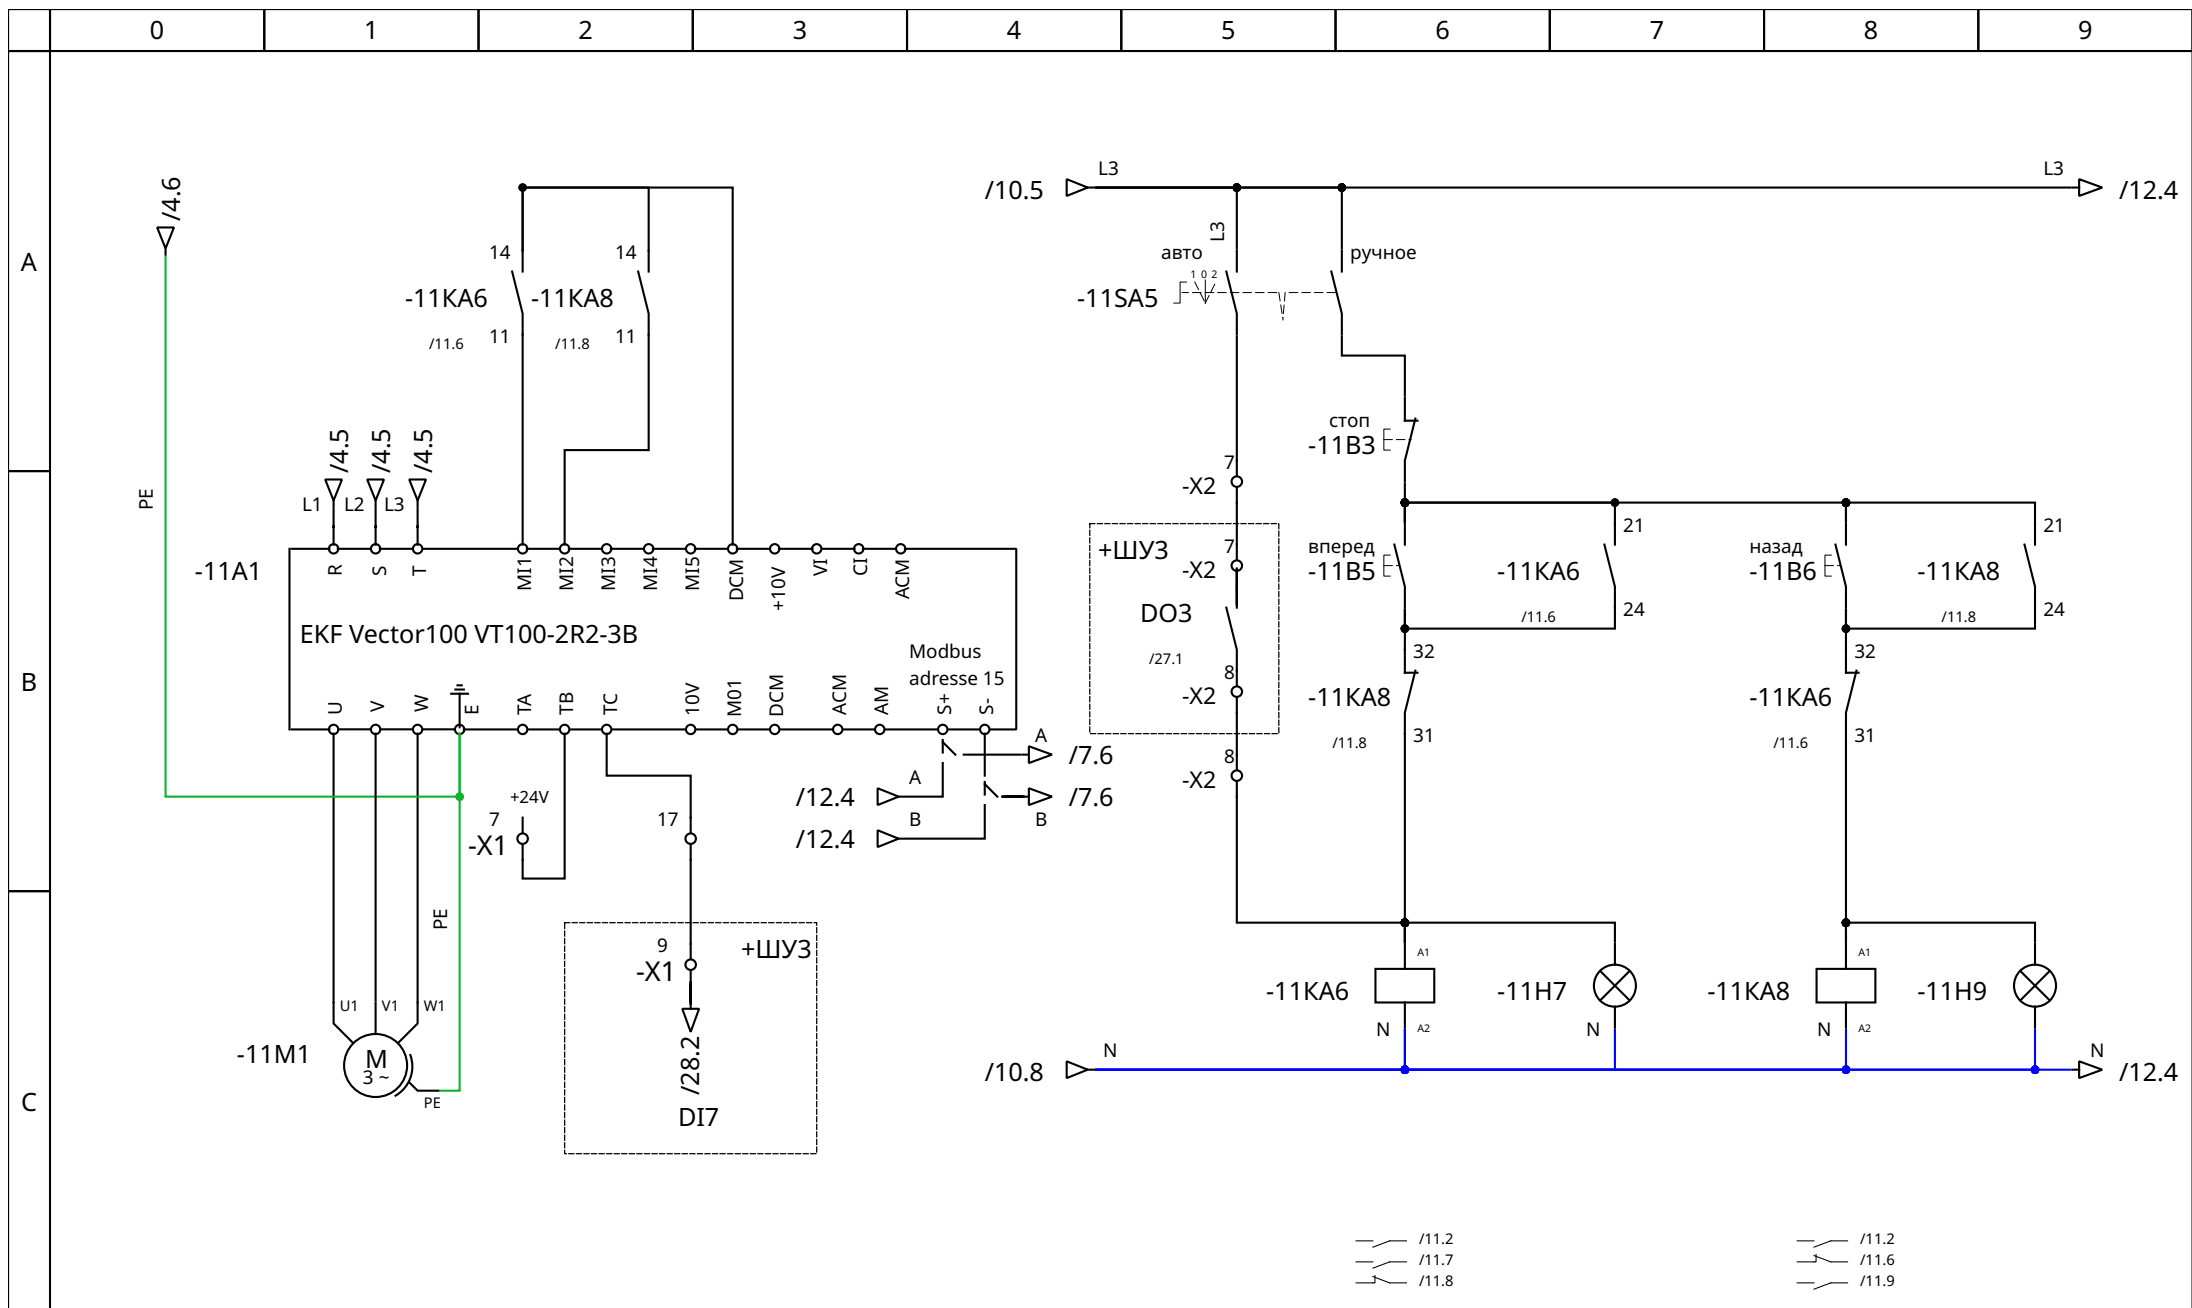 0 1 2 3 4 5 6 7 8 9
A
B
C
/4.6
PE
14
-11KA6
/11.6
11
14
-11KA8
/11.8
11
/4.5 /4.5 /4.5
L1 L2 L3
-11A1
R S T MI1 MI2 MI3 MI4 MI5 DCM +10V VI CI ACM
EKF Vector100 VT100-2R2-3B
Modbus
adresse 15
U V W E TA TB TC 10V M01 DCM ACM AM S+ S-
A
/7.6
A
/12.4
/7.6
B
B
/12.4
+24V
7
-X1
17
PE
+ШУ3
9
-X1
/28.2
DI7
U1 V1 W1
-11M1
M
3 ~
PE
/10.5
L3
L3
/12.4
L3
авто
ручное
1 0 2
-11SA5
стоп
-11B3
7
-X2
+ШУ3
7
-X2
DO3
/27.1
8
-X2
8
-X2
вперед
-11B5
21
-11KA6
/11.6
24
назад
-11B6
21
-11KA8
/11.8
24
32
-11KA8
/11.8
31
32
-11KA6
/11.6
31
A1
-11KA6
N
A2
-11H7
N
A1
-11KA8
N
A2
-11H9
/10.8
N
N
/12.4
/11.2
/11.7
/11.8
/11.2
/11.6
/11.9